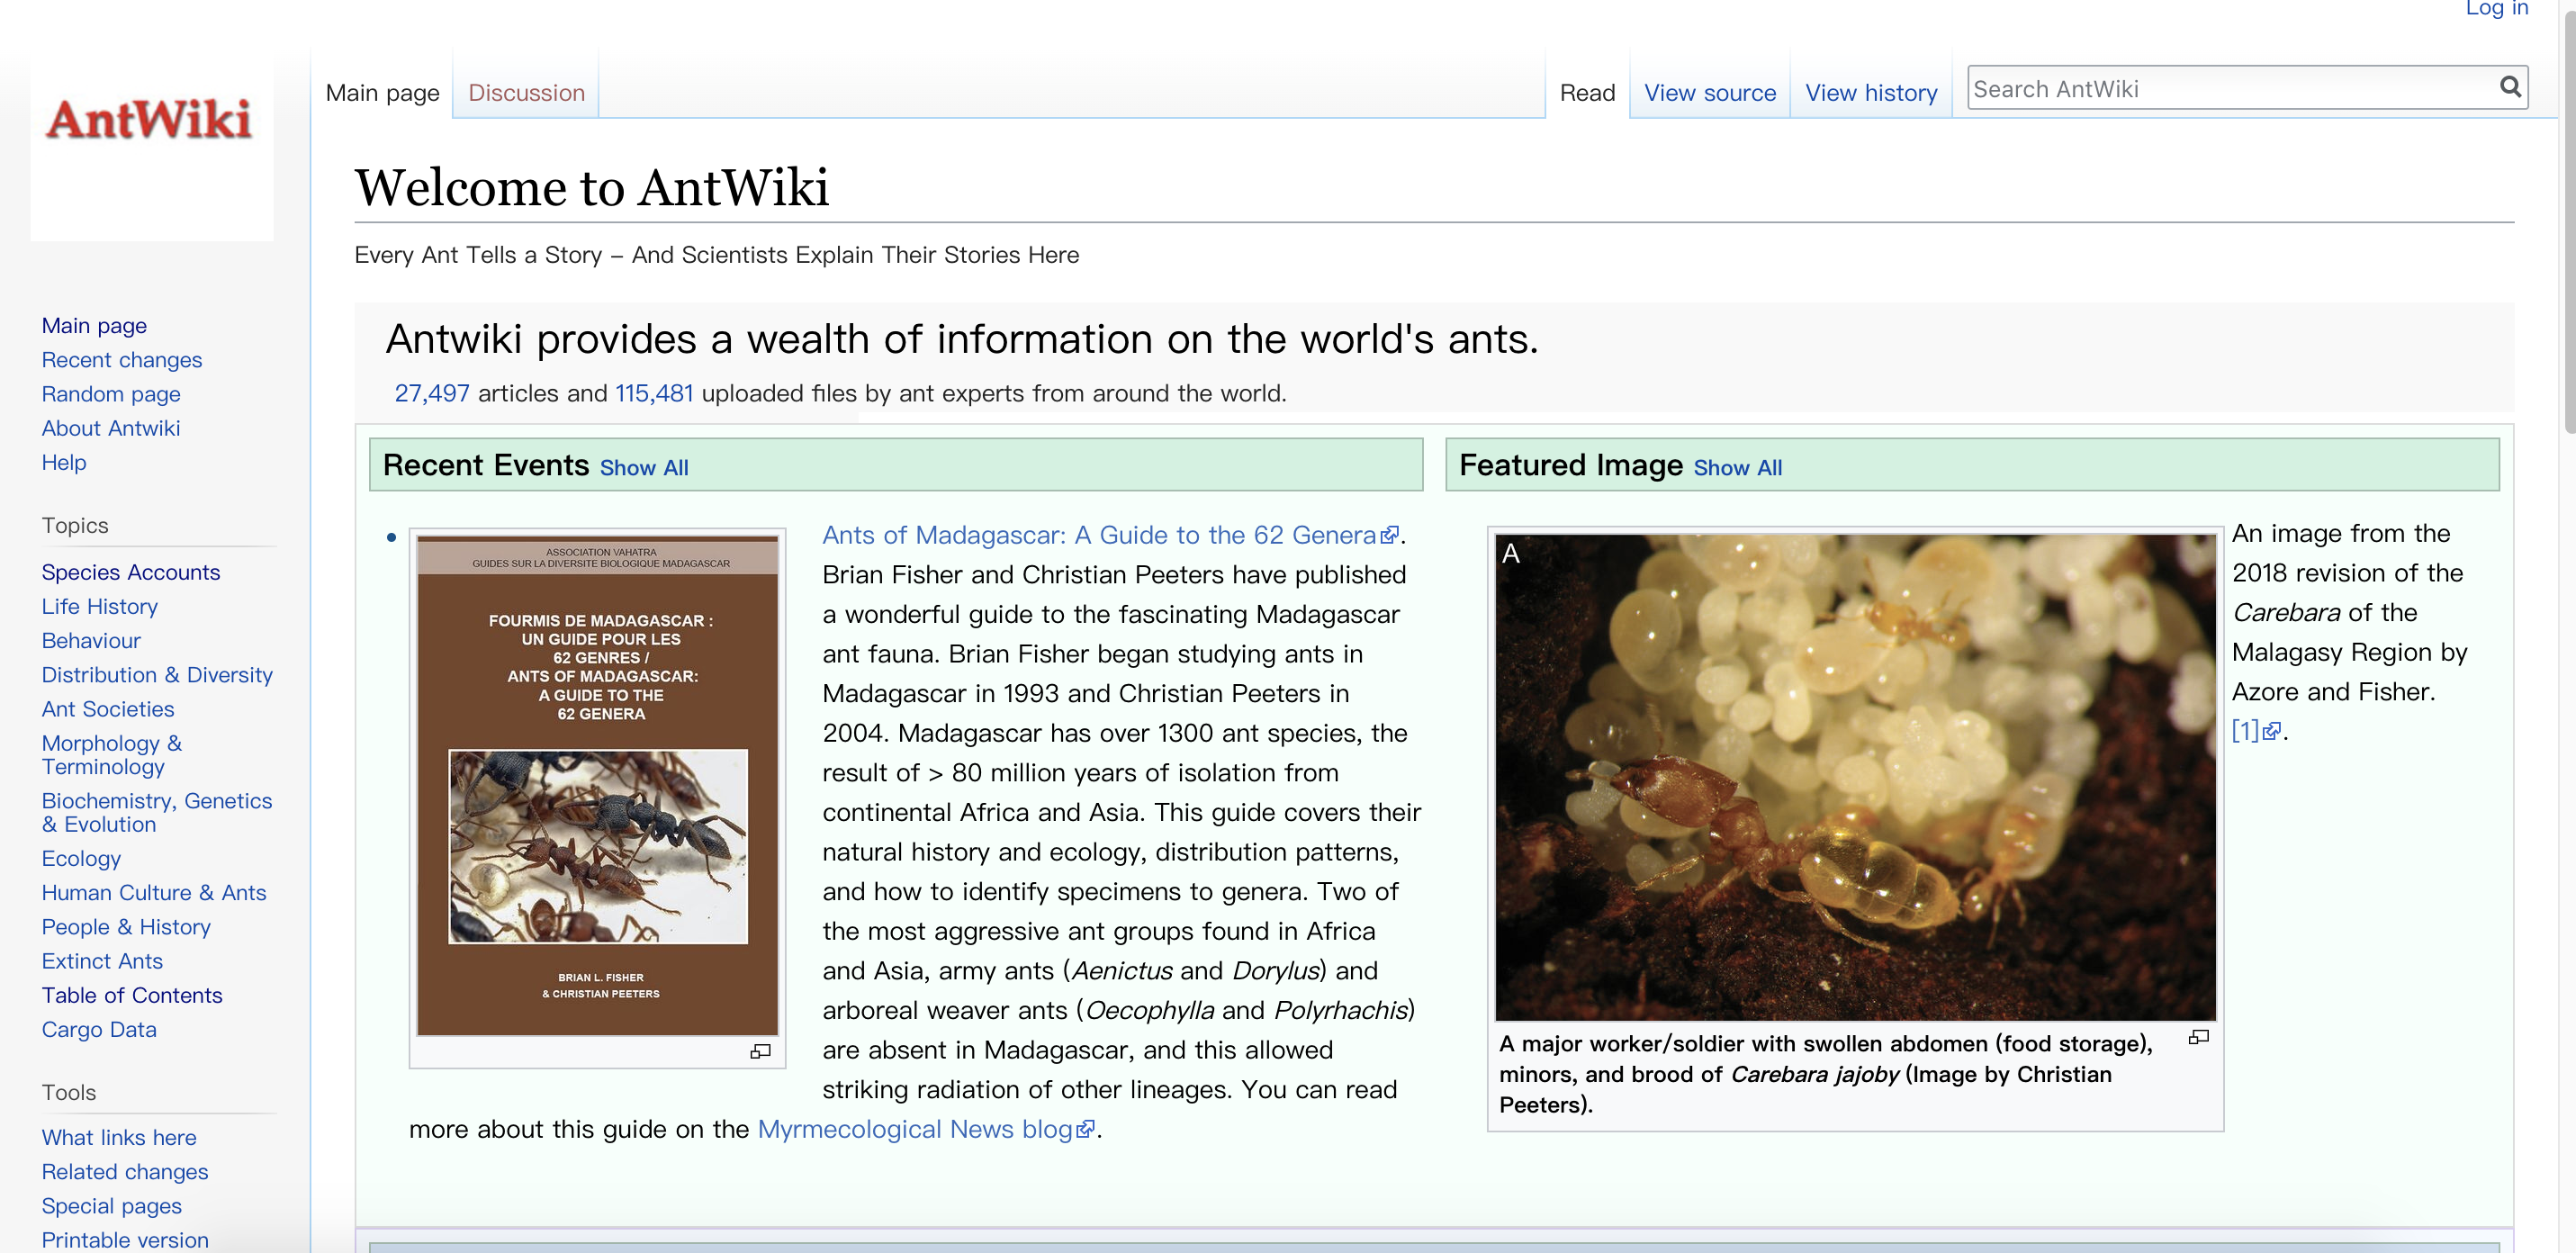 Log in
AntWiki
Main page
Discussion
Read
View source
View history
Search AntWiki
Welcome to AntWiki
Every Ant Tells a Story – And Scientists Explain Their Stories Here
Main page
Recent changes
Random page
About Antwiki
Help
Topics
Species Accounts
Life History
Behaviour
Distribution & Diversity
Ant Societies
Morphology &
Terminology
Biochemistry, Genetics
& Evolution
Ecology
Human Culture & Ants
People & History
Extinct Ants
Table of Contents
Cargo Data
Tools
What links here
Related changes
Special pages
Printable version
Antwiki provides a wealth of information on the world's ants.
27,497 articles and 115,481 uploaded files by ant experts from around the world.
Recent Events Show All
ASSOCIATION VAHATRA
GUIDES SUR LA DIVERSITE BIOLOGIQUE MADAGASCAR
FOURMIS DE MADAGASCAR :
UN GUIDE POUR LES
62 GENRES /
ANTS OF MADAGASCAR:
A GUIDE TO THE
62 GENERA
BRIAN L. FISHER
& CHRISTIAN PEETERS
Ants of Madagascar: A Guide to the 62 Genera.
Brian Fisher and Christian Peeters have published
a wonderful guide to the fascinating Madagascar
ant fauna. Brian Fisher began studying ants in
Madagascar in 1993 and Christian Peeters in
2004. Madagascar has over 1300 ant species, the
result of > 80 million years of isolation from
continental Africa and Asia. This guide covers their
natural history and ecology, distribution patterns,
and how to identify specimens to genera. Two of
the most aggressive ant groups found in Africa
and Asia, army ants (Aenictus and Dorylus) and
arboreal weaver ants (Oecophylla and Polyrhachis)
are absent in Madagascar, and this allowed
striking radiation of other lineages. You can read
more about this guide on the Myrmecological News blog.
Featured Image Show All
A
A major worker/soldier with swollen abdomen (food storage),
minors, and brood of Carebara jajoby (Image by Christian
Peeters).
An image from the
2018 revision of the
Carebara of the
Malagasy Region by
Azore and Fisher.
[1].